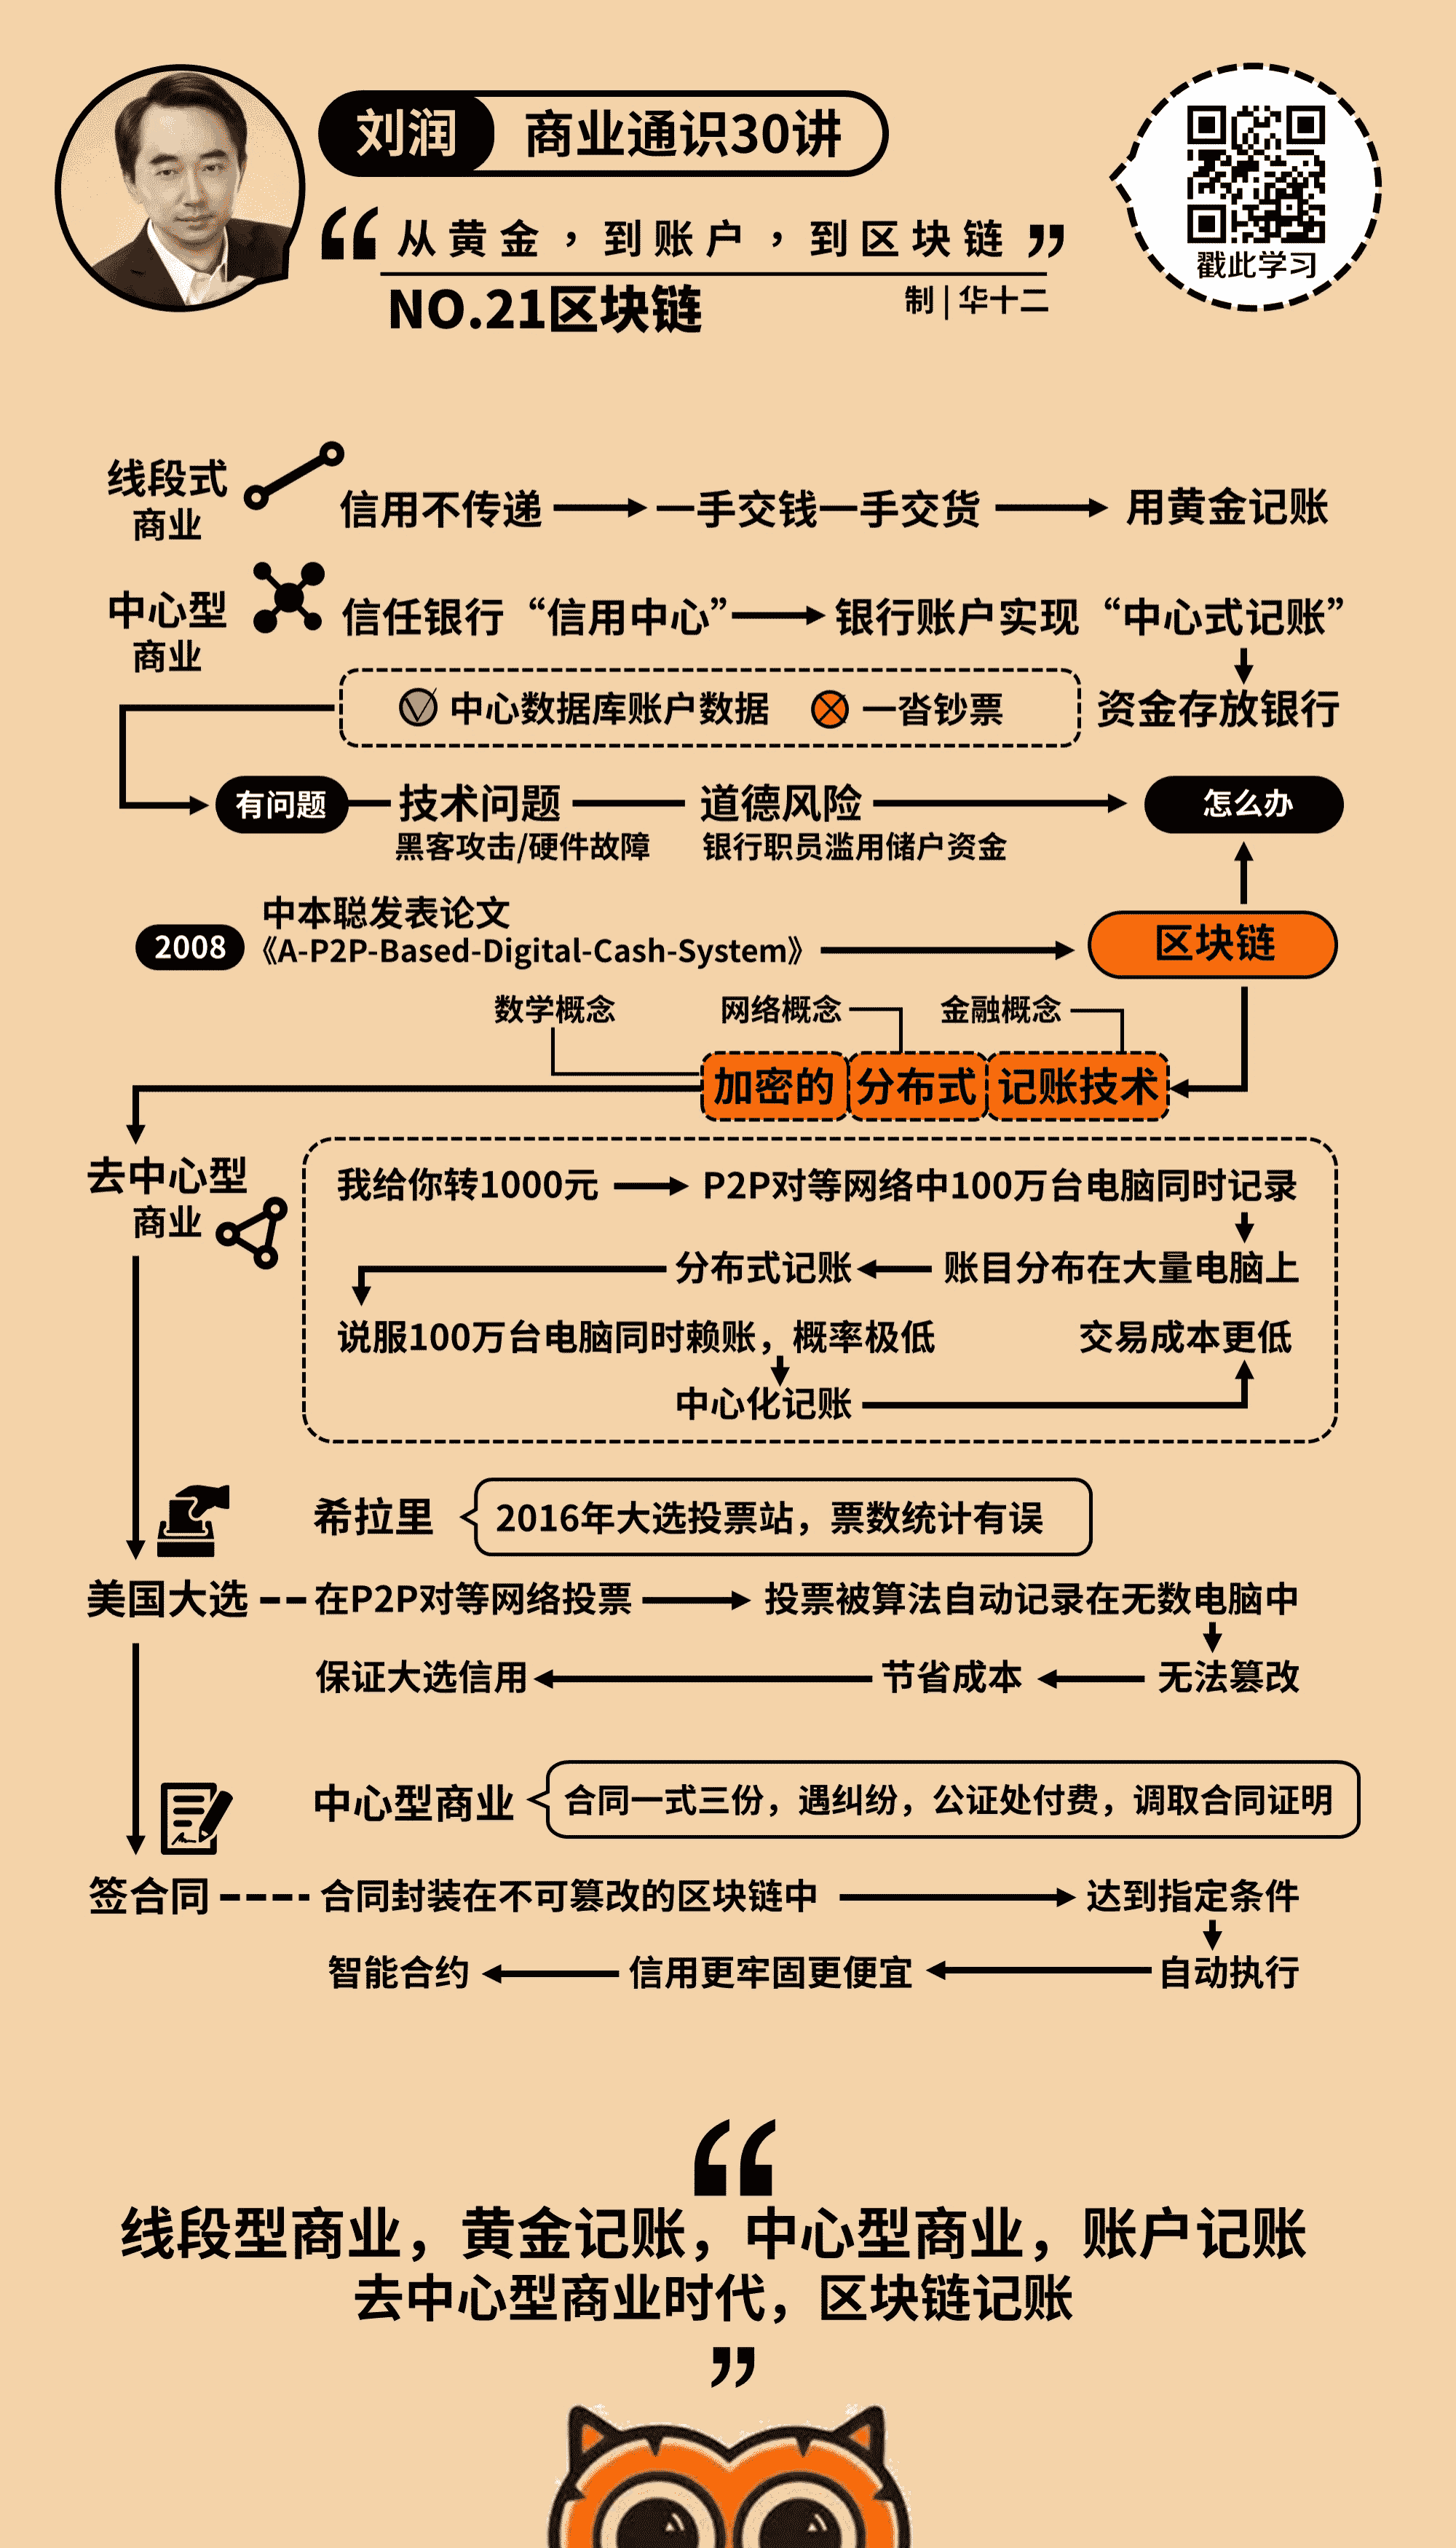 刘润 商业通识30讲
“从黄金，到账户，到区块链”
NO.21区块链
制|华十二
戳此学习
线段式
商业
信用不传递
一手交钱一手交货
用黄金记账
中心型
商业
信任银行“信用中心”
银行账户实现“中心式记账”
中心数据库账户数据
一沓钞票
资金存放银行
有问题
技术问题
道德风险
怎么办
黑客攻击/硬件故障
银行职员滥用储户资金
2008
中本聪发表论文
《A-P2P-Based-Digital-Cash-System》
区块链
数学概念
网络概念
金融概念
加密的
分布式
记账技术
去中心型
商业
我给你转1000元
P2P对等网络中100万台电脑同时记录
分布式记账
账目分布在大量电脑上
说服100万台电脑同时赖账，概率极低
交易成本更低
中心化记账
希拉里
2016年大选投票站，票数统计有误
美国大选
在P2P对等网络投票
投票被算法自动记录在无数电脑中
保证大选信用
节省成本
无法篡改
中心型商业
合同一式三份，遇纠纷，公证处付费，调取合同证明
签合同
合同封装在不可篡改的区块链中
达到指定条件
智能合约
信用更牢固更便宜
自动执行
“
线段型商业，黄金记账，中心型商业，账户记账
去中心型商业时代，区块链记账
”